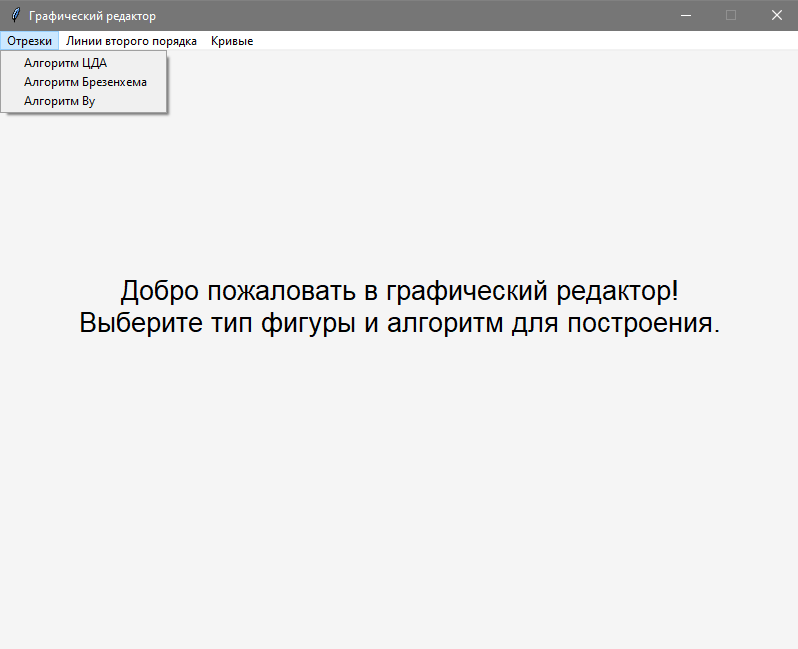 Графический редактор
Отрезки Линии второго порядка Кривые
Алгоритм ЦДА
Алгоритм Брезенхема
Алгоритм Ву
Добро пожаловать в графический редактор!
Выберите тип фигуры и алгоритм для построения.